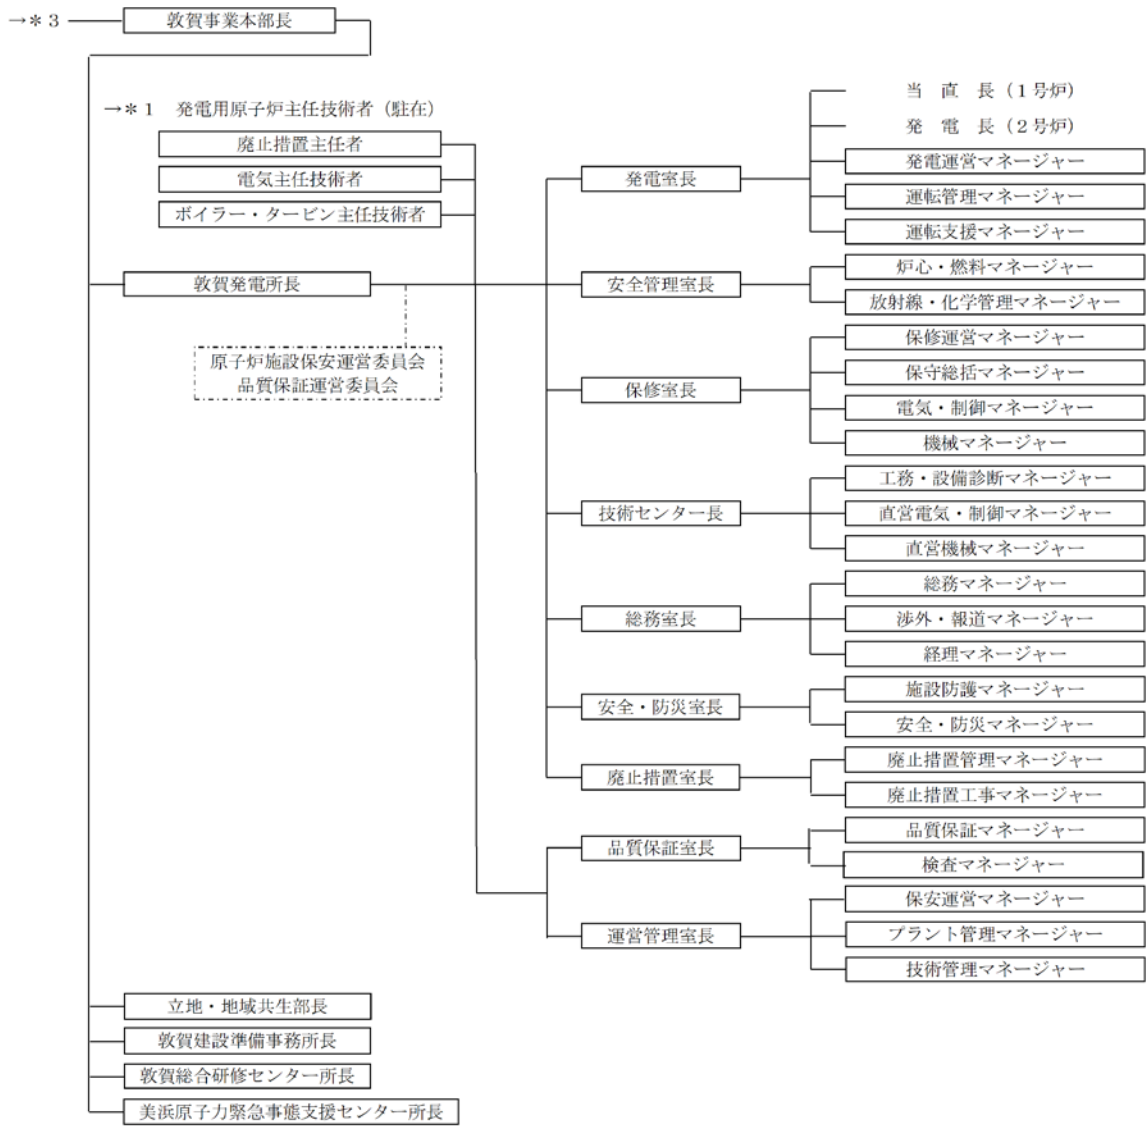 →＊3
敦賀事業本部長
→＊1　発電用原子炉主任技術者（駐在）
廃止措置主任者
電気主任技術者
ボイラー・タービン主任技術者
敦賀発電所長
原子炉施設保安運営委員会
品質保証運営委員会
発電室長
当　直　長（1号炉）
発　電　長（2号炉）
発電運営マネージャー
運転管理マネージャー
運転支援マネージャー
安全管理室長
炉心・燃料マネージャー
放射線・化学管理マネージャー
保修室長
保修運営マネージャー
保守総括マネージャー
電気・制御マネージャー
機械マネージャー
技術センター長
工務・設備診断マネージャー
直営電気・制御マネージャー
直営機械マネージャー
総務室長
総務マネージャー
渉外・報道マネージャー
経理マネージャー
安全・防災室長
施設防護マネージャー
安全・防災マネージャー
廃止措置室長
廃止措置管理マネージャー
廃止措置工事マネージャー
品質保証室長
品質保証マネージャー
検査マネージャー
運営管理室長
保安運営マネージャー
プラント管理マネージャー
技術管理マネージャー
立地・地域共生部長
敦賀建設準備事務所長
敦賀総合研修センター所長
美浜原子力緊急事態支援センター所長